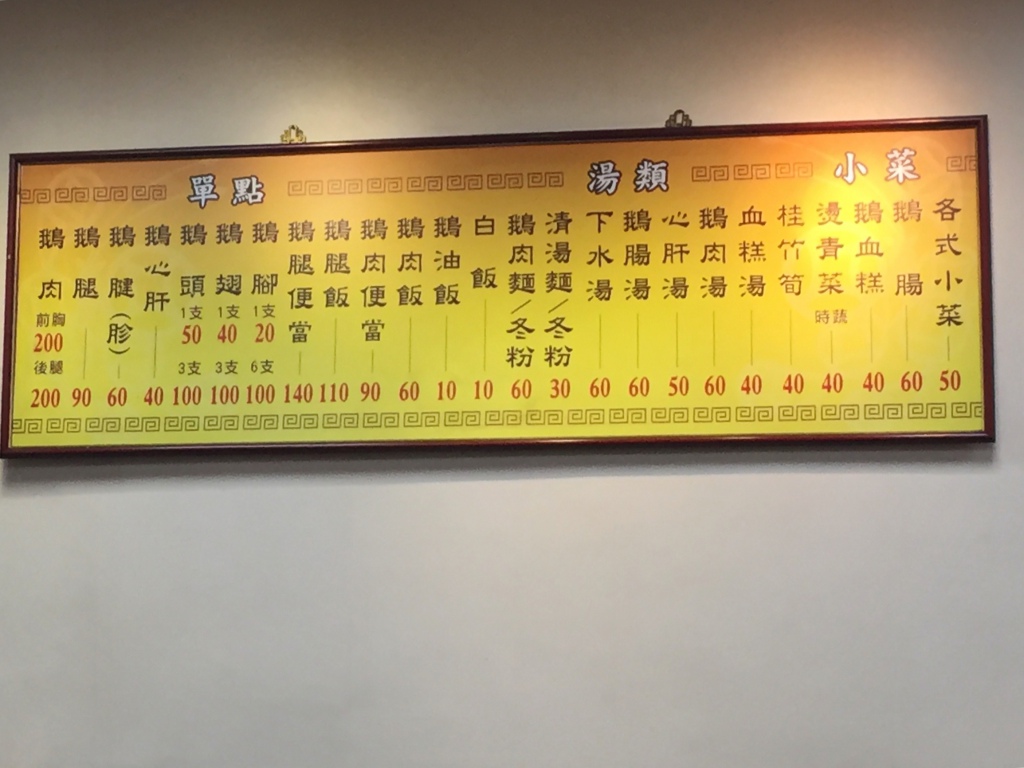 單點
鵝肉 前胸 200 後腿 200
鵝腿 90
鵝腱(胗) 60
鵝心肝 40
鵝頭 1支 50 3支 100
鵝翅 1支 40 3支 100
鵝腳 1支 20 6支 100
鵝腿便當 140
鵝腿飯 110
鵝肉便當 90
鵝肉飯 60
鵝油飯 10
白飯 10
鵝肉麵/冬粉 60
清湯麵/冬粉 30
湯類
下水湯 60
鵝腸湯 60
心肝湯 50
鵝肉湯 60
血糕湯 40
小菜
桂竹筍 40
燙青菜 時蔬 40
鵝血糕 40
鵝腸 60
各式小菜 50